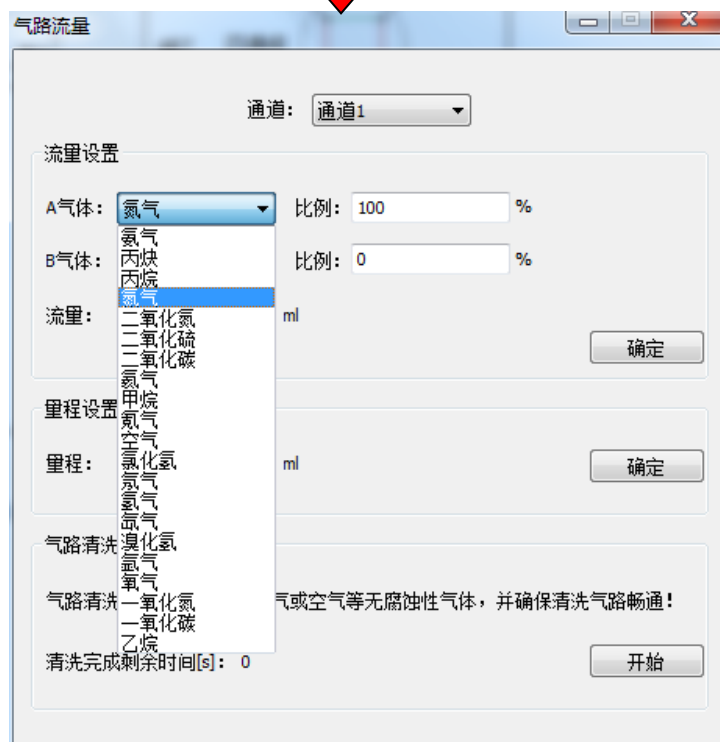 气路流量
通道: 通道1
流量设置
A气体: 氮气 比例: 100 %
氨气
B气体: 丙炔 比例: 0 %
丙烷
氮气
流量: 二氧化氮 ml
二氧化硫
二氧化碳 确定
氦气
甲烷
量程设置
氪气
空气
量程: 氯化氢 ml 确定
氖气
氢气
氙气
气路清洗 溴化氢
氩气
氧气
气路清洗 一氧化氮 气或空气等无腐蚀性气体，并确保清洗气路畅通!
一氧化碳
乙烷
清洗完成剩余时间[s]: 0 开始